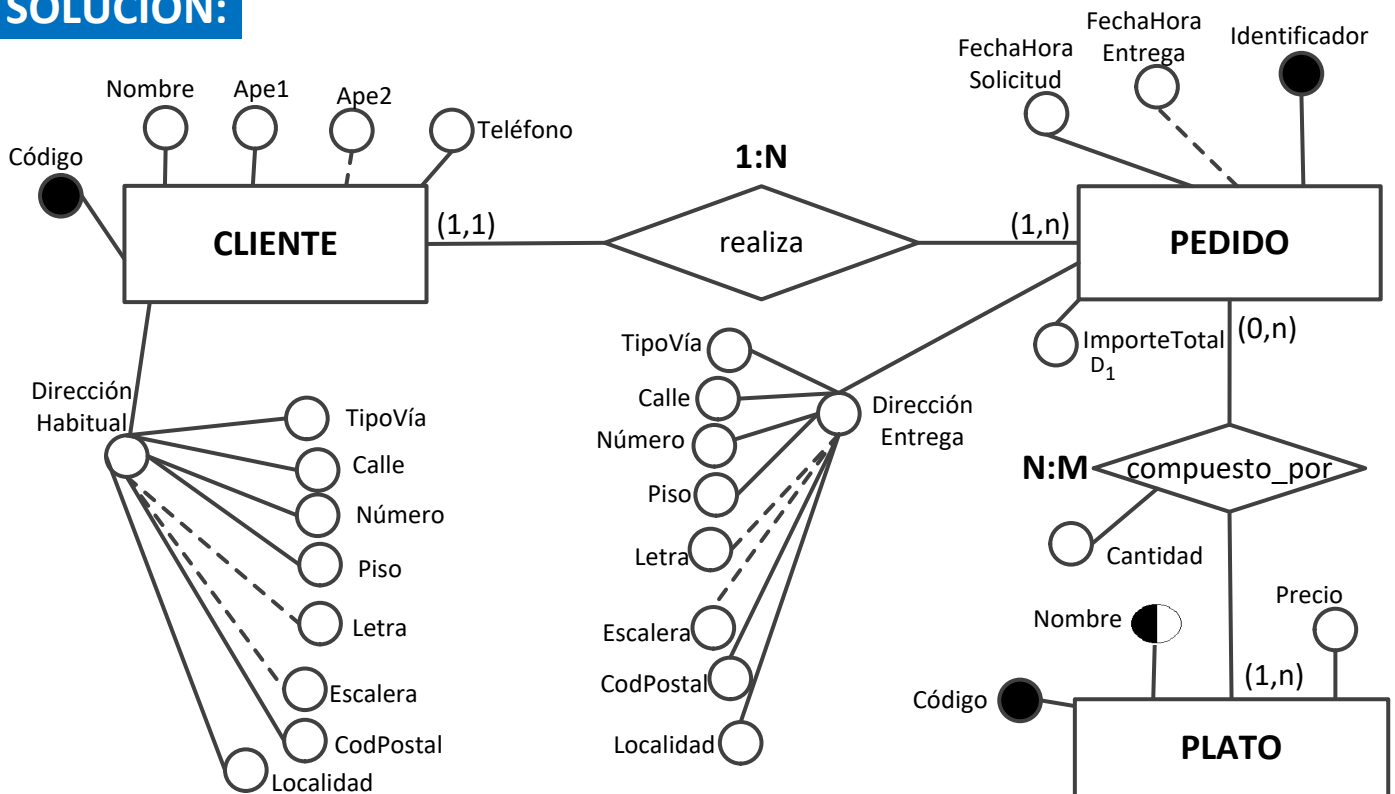 SOLUCIÓN:
FechaHora
Entrega
FechaHora
Solicitud
Identificador
Nombre
Ape1
Ape2
Teléfono
Código
1:N
CLIENTE
(1,1)
realiza
(1,n)
PEDIDO
ImporteTotal
D1
(0,n)
Dirección
Habitual
TipoVía
Calle
Número
Piso
Letra
Escalera
CodPostal
Localidad
TipoVía
Calle
Número
Piso
Letra
Escalera
CodPostal
Localidad
Dirección
Entrega
N:M
compuesto_por
Cantidad
Nombre
Precio
Código
(1,n)
PLATO